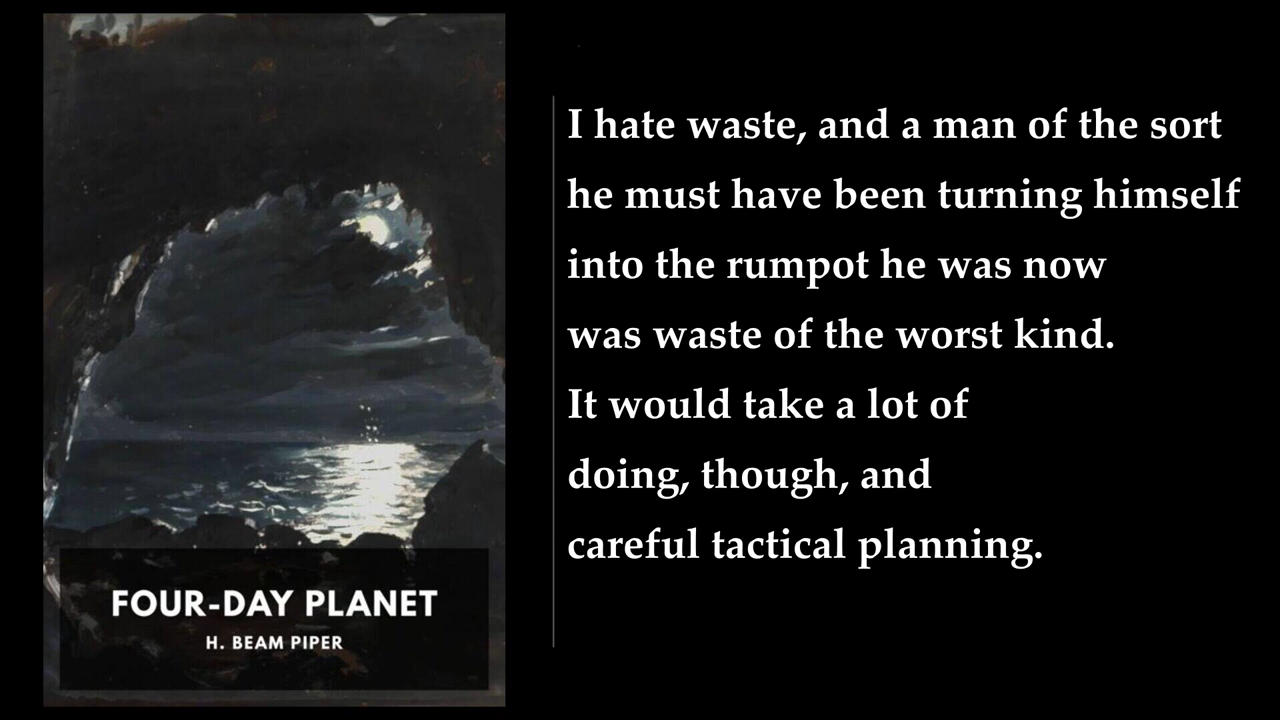 I hate waste, and a man of the sort
he must have been turning himself
into the rumpot he was now
was waste of the worst kind.
It would take a lot of
doing, though, and
careful tactical planning.
FOUR-DAY PLANET
H. BEAM PIPER